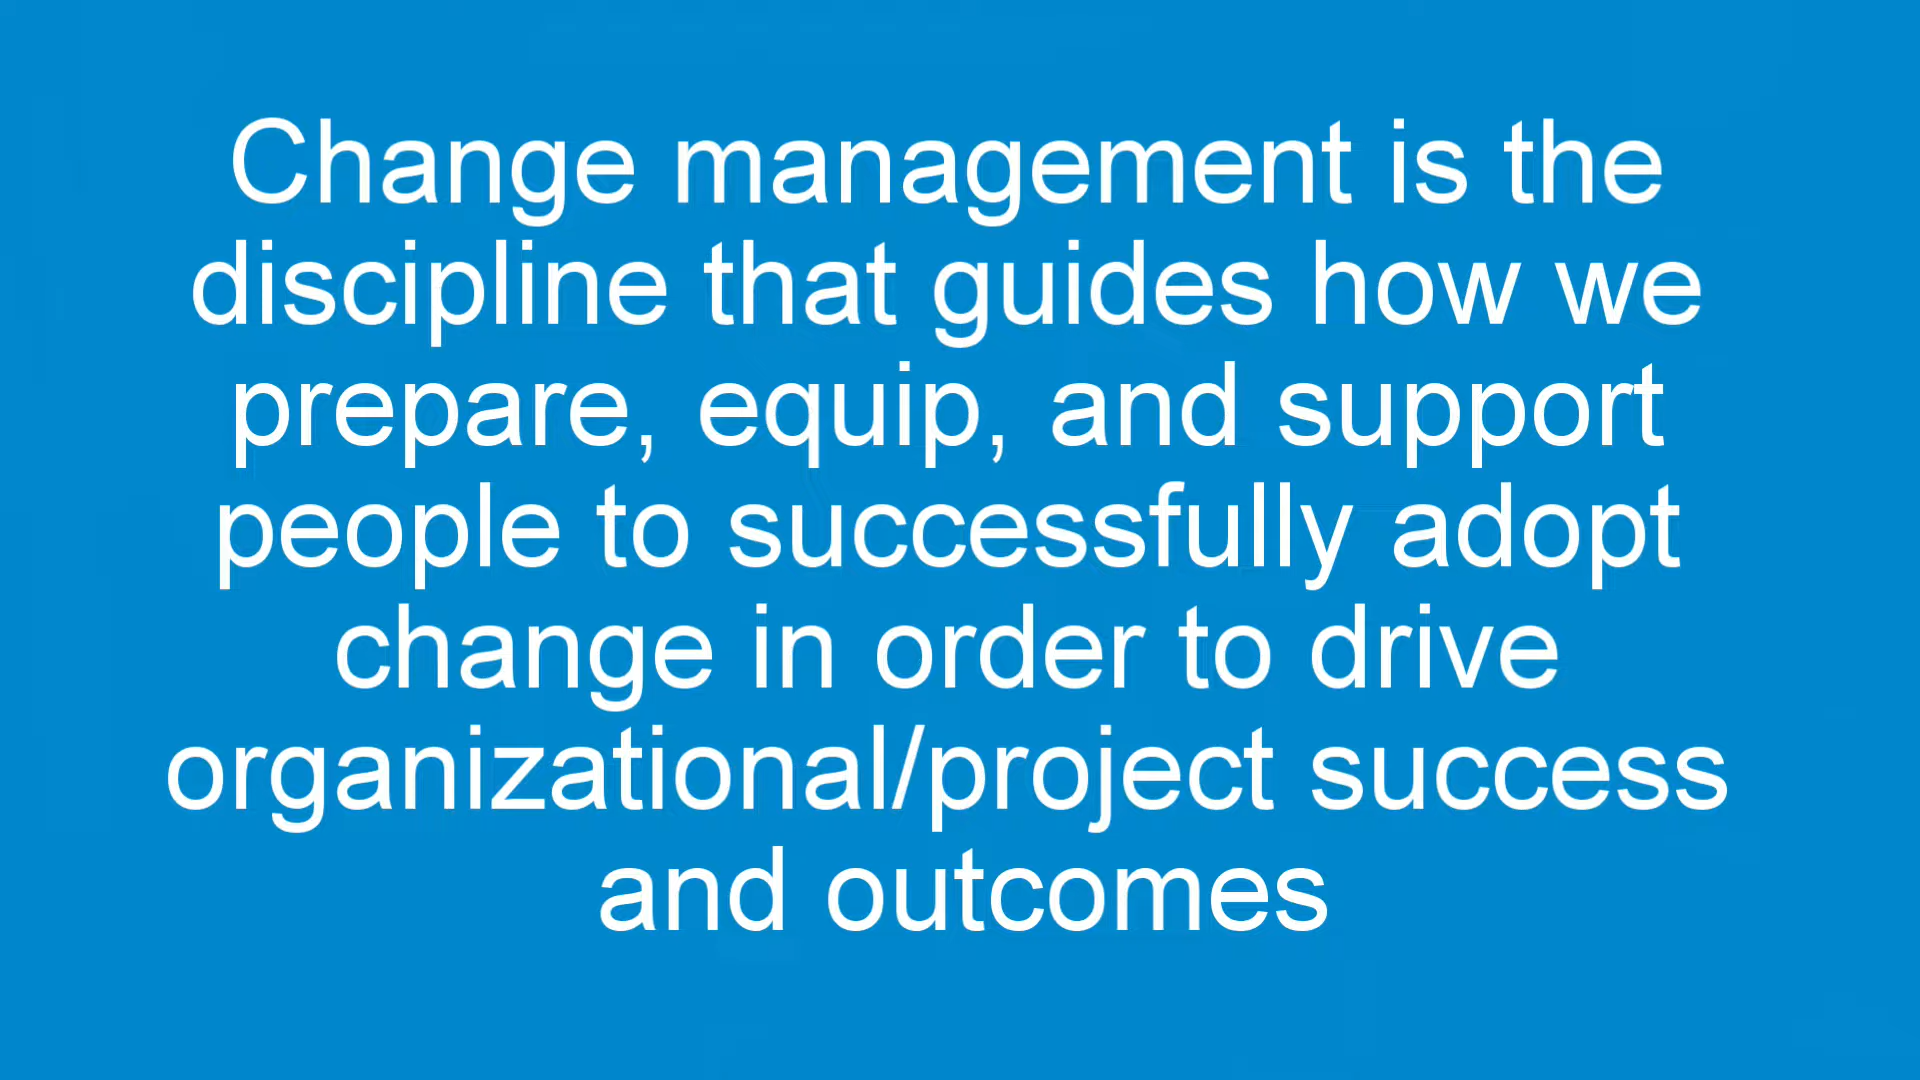 Change management is the
discipline that guides how we
prepare, equip, and support
people to successfully adopt
change in order to drive
organizational/project success
and outcomes